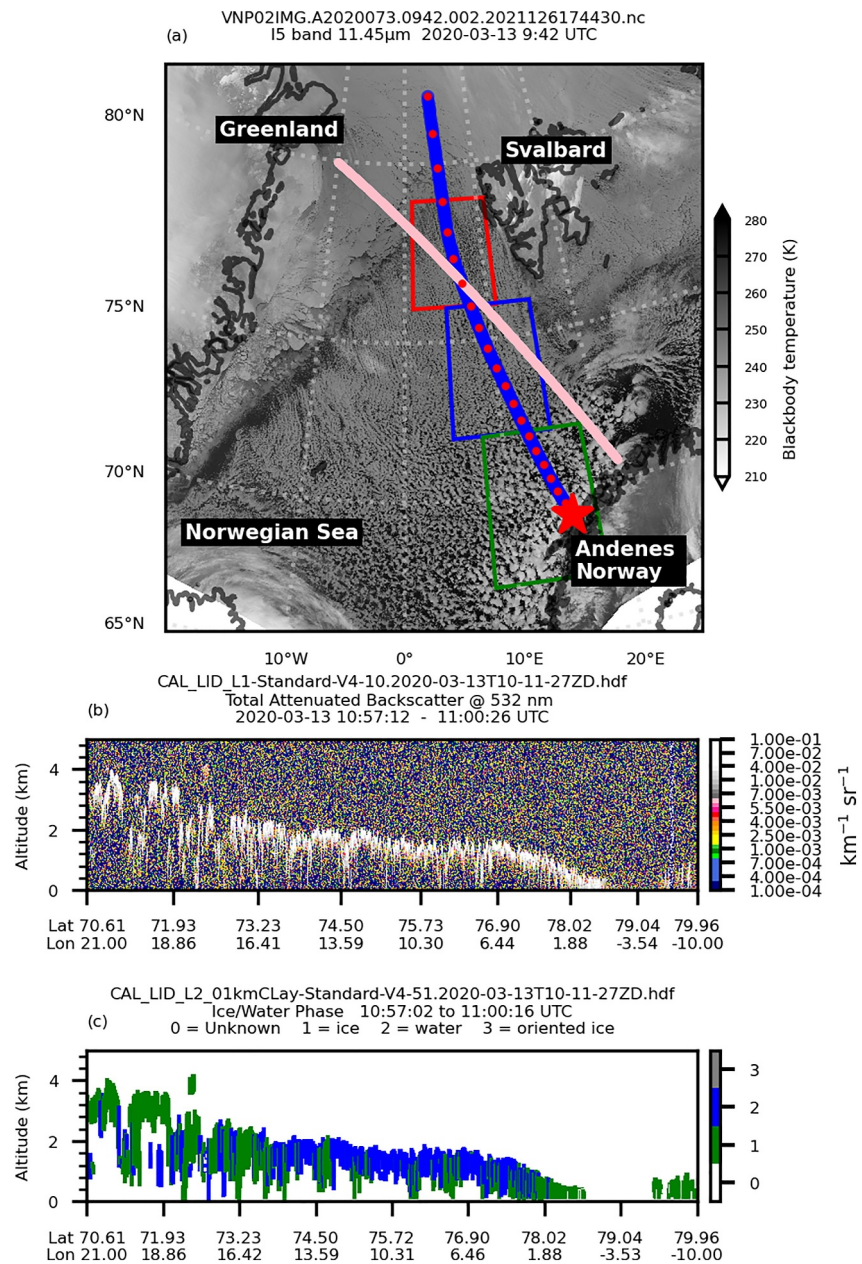 VNP02IMG.A2020073.0942.002.2021126174430.nc
(a)
I5 band 11.45μm 2020-03-13 9:42 UTC
80°N
75°N
70°N
65°N
Greenland
Svalbard
Norwegian Sea
Andenes
Norway
10°W 0° 10°E 20°E
280
270
260
250
240
230
220
210
Blackbody temperature (K)
CAL_LID_L1-Standard-V4-10.2020-03-13T10-11-27ZD.hdf
Total Attenuated Backscatter @ 532 nm
(b)
2020-03-13 10:57:12 - 11:00:26 UTC
Altitude (km)
4
2
0
Lat 70.61 71.93 73.23 74.50 75.73 76.90 78.02 79.04 79.96
Lon 21.00 18.86 16.41 13.59 10.30 6.44 1.88 -3.54 -10.00
1.00e-01
7.00e-02
4.00e-02
2.00e-02
1.00e-02
7.00e-03
5.50e-03
4.00e-03
2.50e-03
1.00e-03
7.00e-04
4.00e-04
1.00e-04
km⁻¹ sr⁻¹
CAL_LID_L2_01kmCLay-Standard-V4-51.2020-03-13T10-11-27ZD.hdf
Ice/Water Phase 10:57:02 to 11:00:16 UTC
(c)
0 = Unknown 1 = ice 2 = water 3 = oriented ice
Altitude (km)
4
2
0
3
2
1
0
Lat 70.61 71.93 73.23 74.50 75.72 76.90 78.02 79.04 79.96
Lon 21.00 18.86 16.42 13.59 10.31 6.46 1.88 -3.53 -10.00